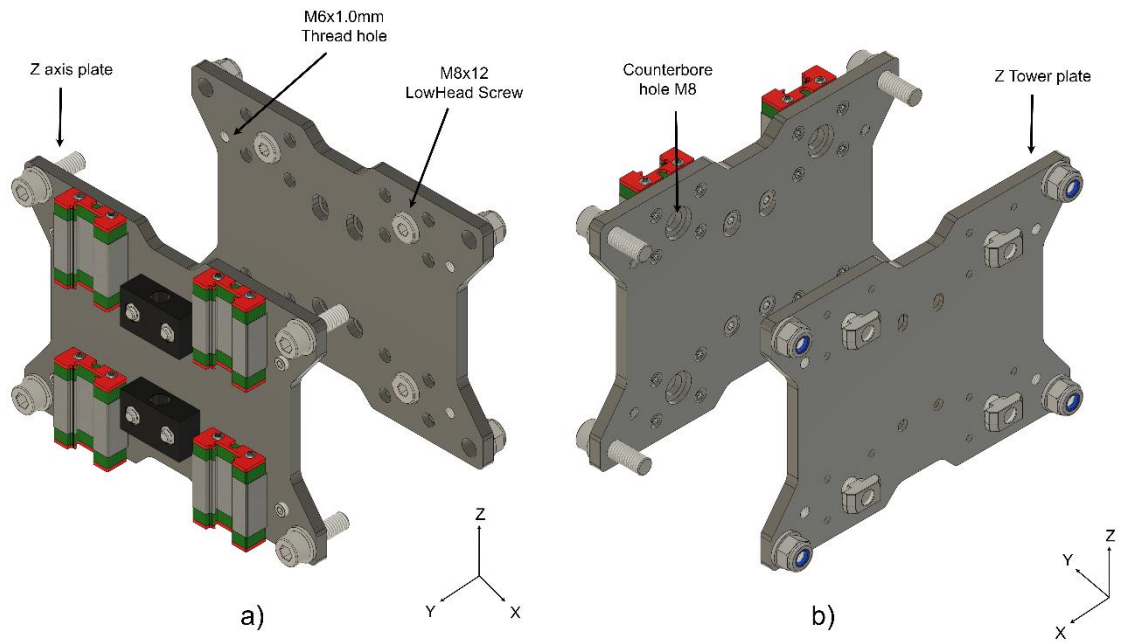 M6x1.0mm
Thread hole
Z axis plate
M8x12
LowHead Screw
Z
Y
X
a)
Counterbore
hole M8
Z Tower plate
Z
Y
X
b)